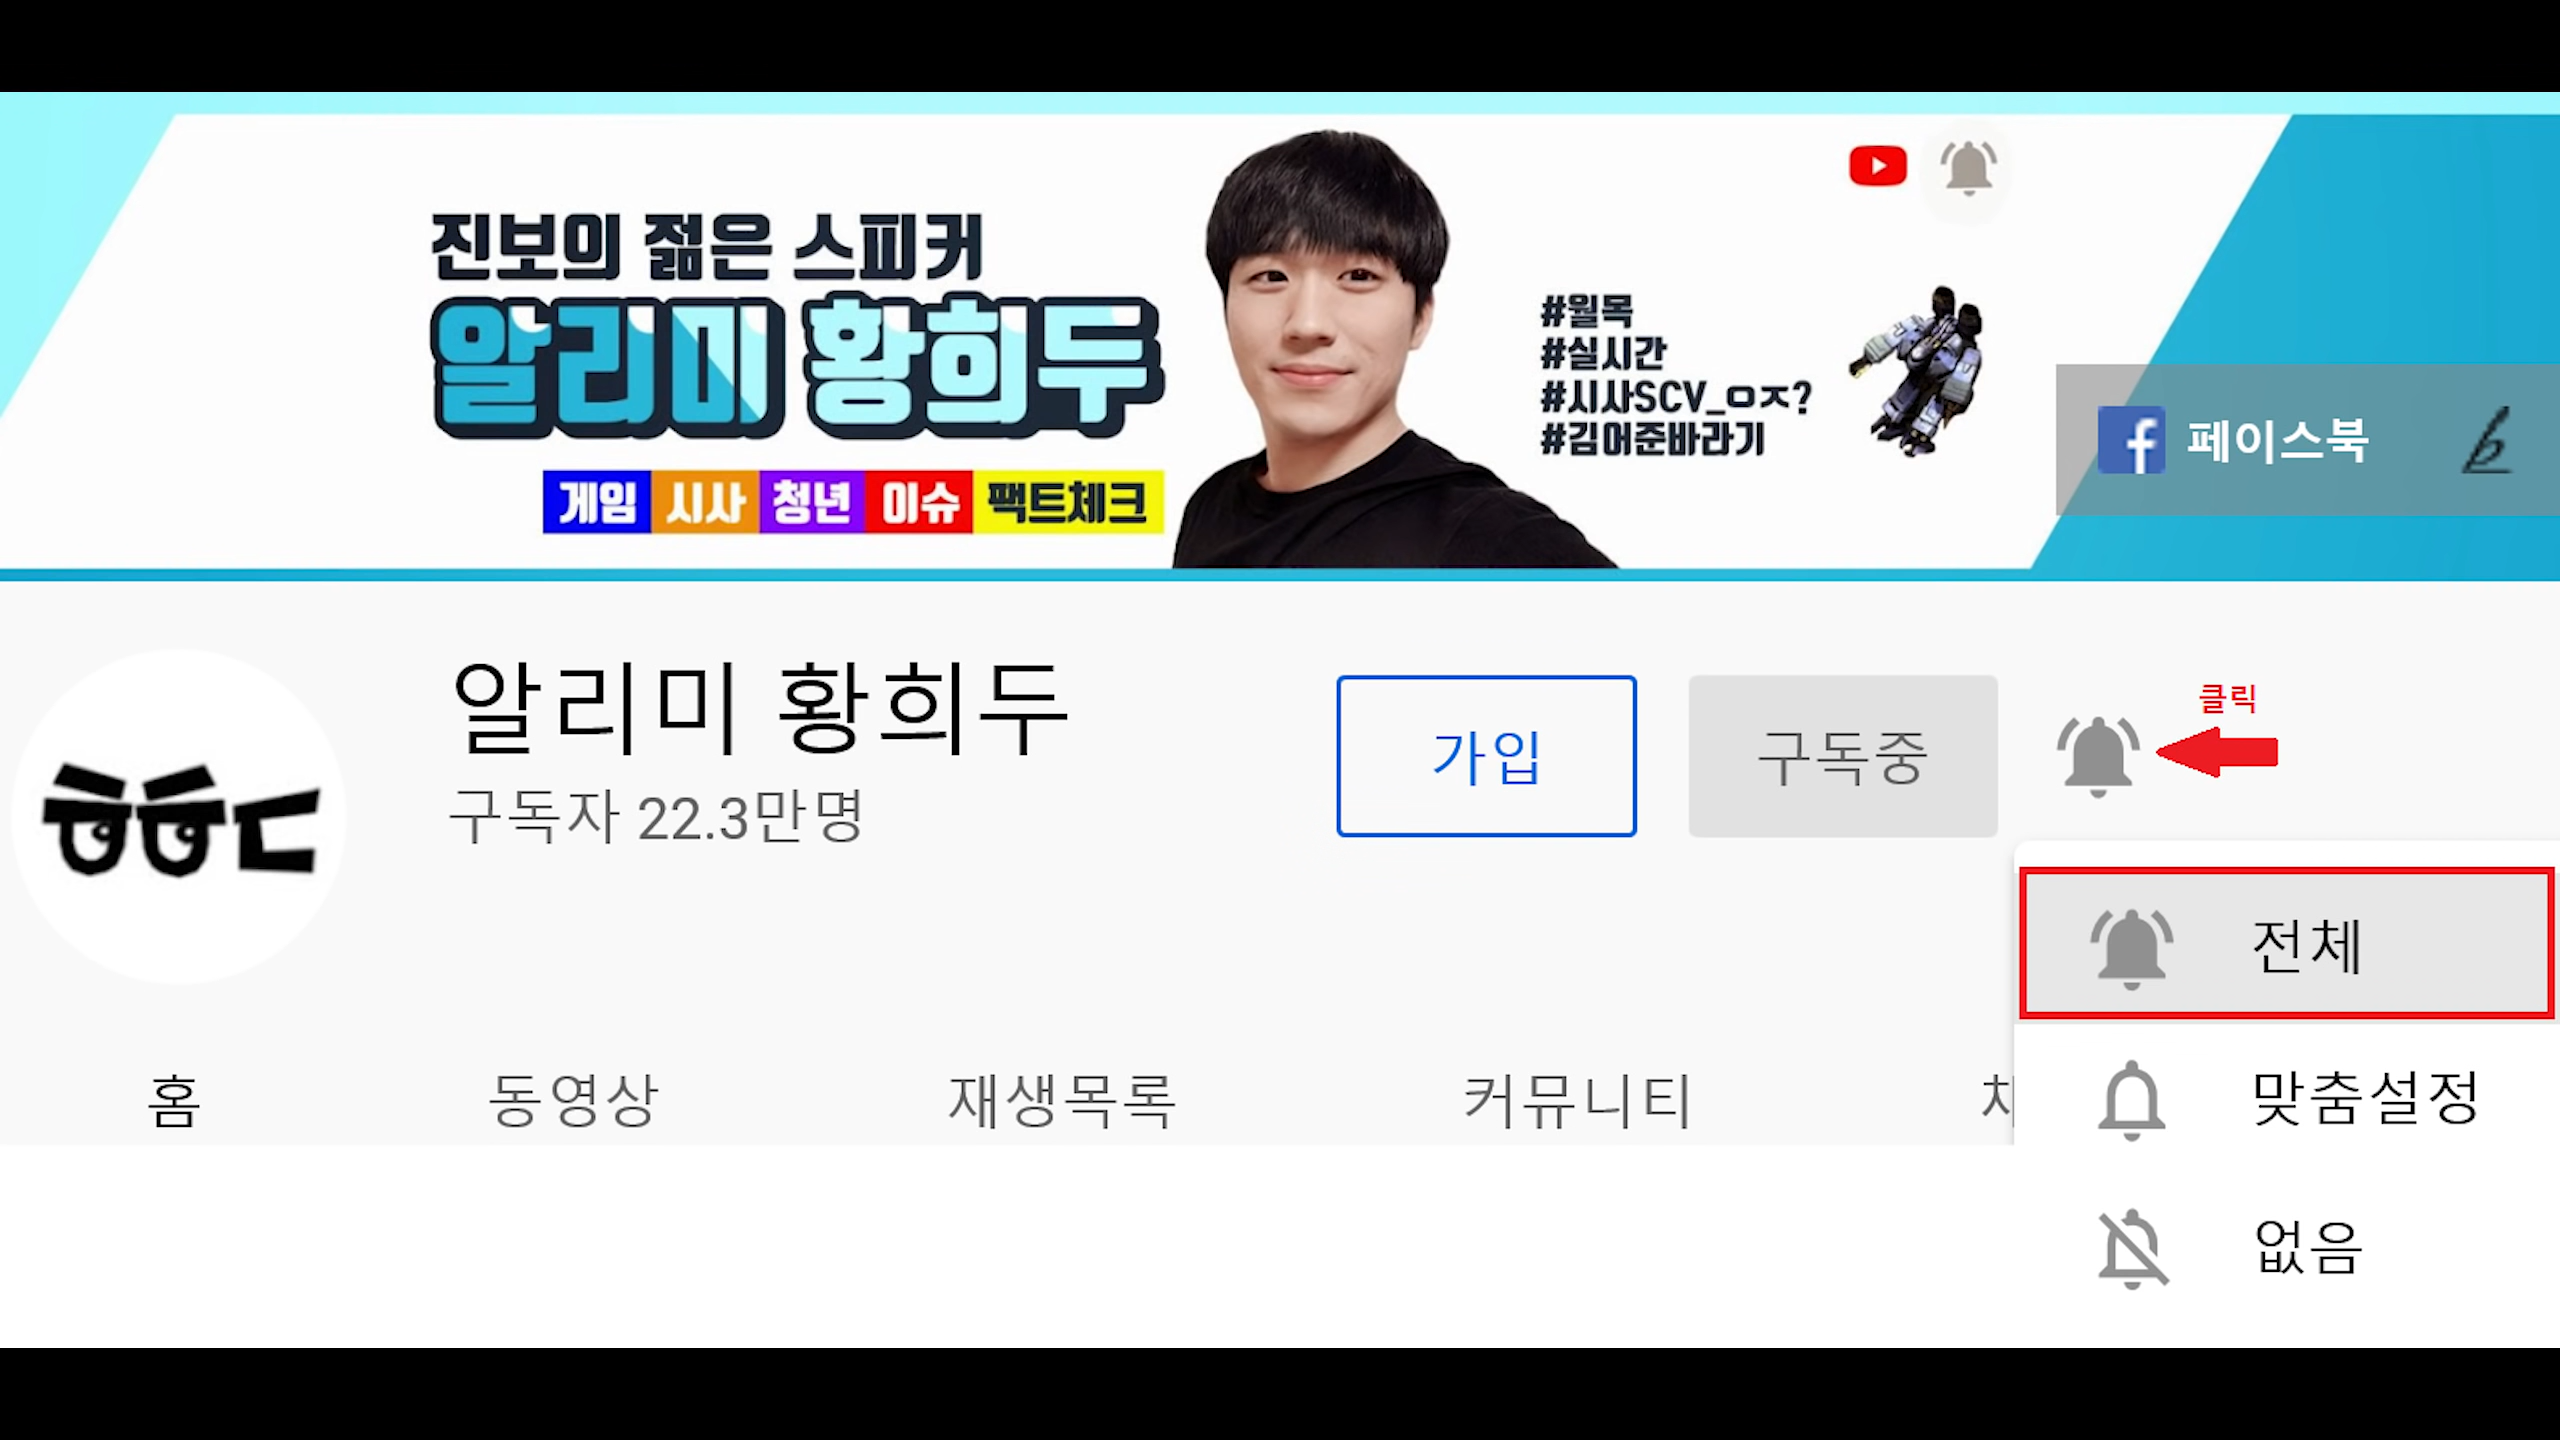 진보의 젊은 스피커
알리미 황희두
게임 시사 청년 이슈 팩트체크
#월목
#실시간
#시사SCV_ㅇㅈ?
#김어준바라기
페이스북
알리미 황희두
구독자 22.3만명
가입
구독중
클릭
전체
맞춤설정
없음
홈
동영상
재생목록
커뮤니티